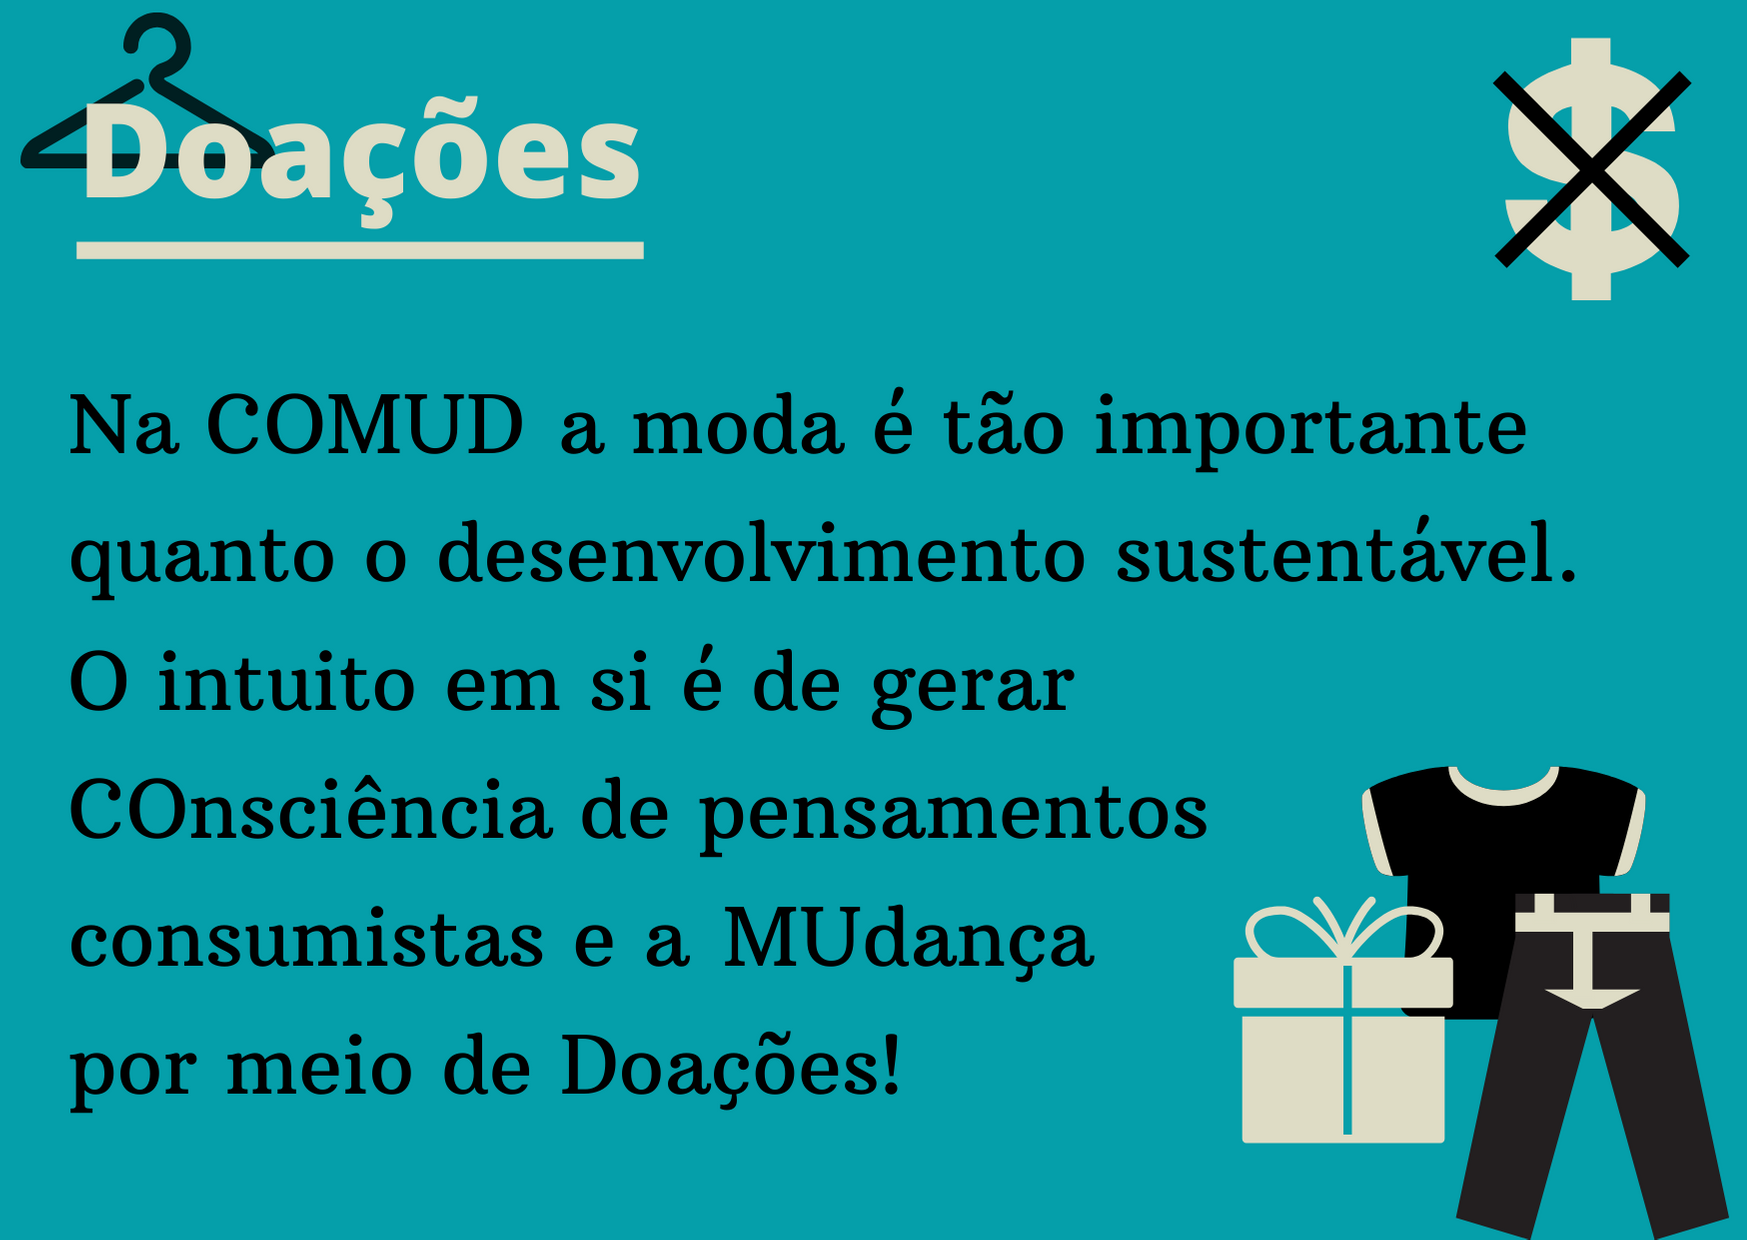 Doações
Na COMUD a moda é tão importante
quanto o desenvolvimento sustentável.
O intuito em si é de gerar
COnsciência de pensamentos
consumistas e a MUdança
por meio de Doações!